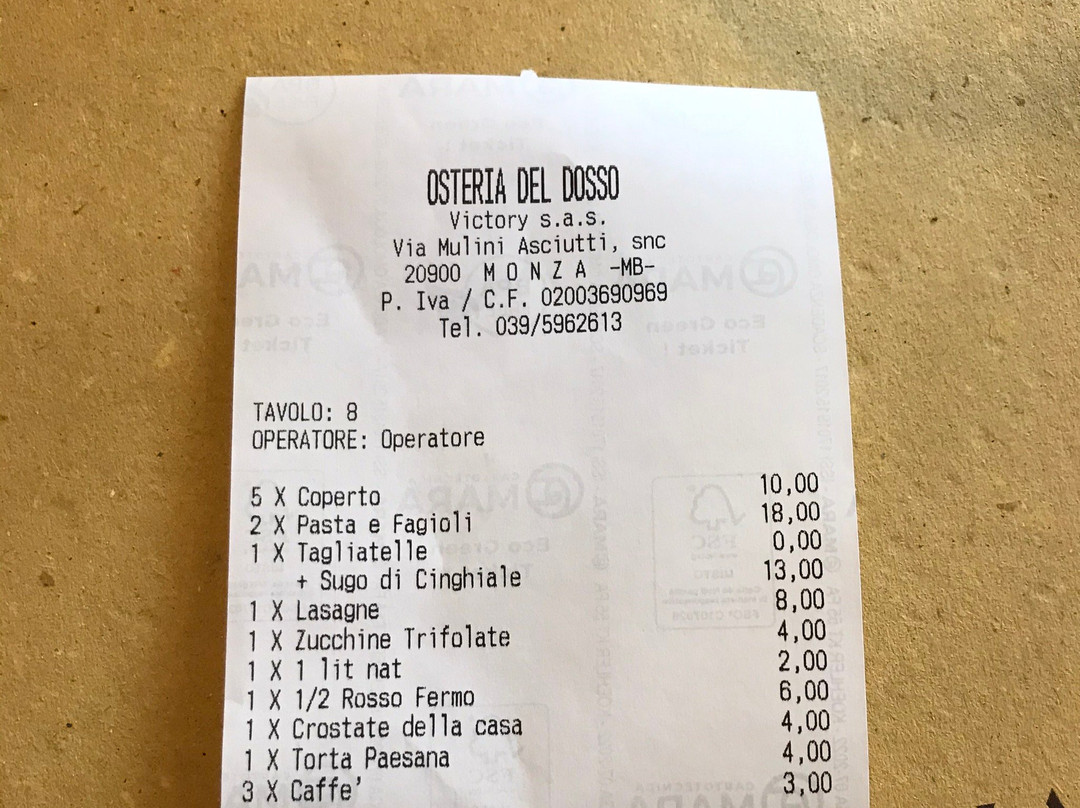 OSTERIA DEL DOSSO
Victory s.a.s.
Via Mulini Asciutti, snc
20900 M O N Z A -MB-
P. Iva / C.F. 02003690969
Tel. 039/5962613
TAVOLO: 8
OPERATORE: Operatore
5 X Coperto 10,00
2 X Pasta e Fagioli 18,00
1 X Tagliatelle 0,00
+ Sugo di Cinghiale 13,00
1 X Lasagne 8,00
1 X Zucchine Trifolate 4,00
1 X 1 lit nat 2,00
1 X 1/2 Rosso Fermo 6,00
1 X Crostate della casa 4,00
1 X Torta Paesana 4,00
3 X Caffe' 3,00